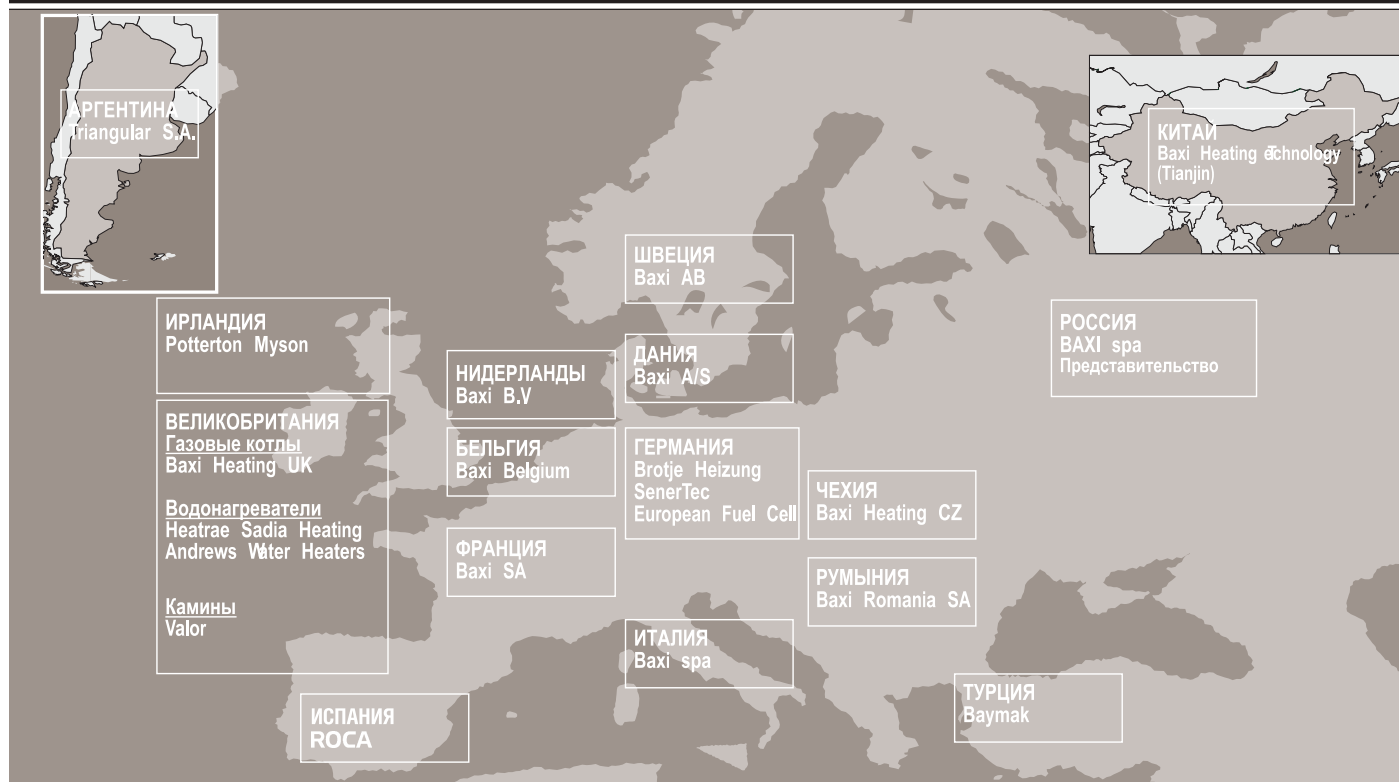 АРГЕНТИНА
Triangular S.A.
КИТАЙ
Baxi Heating Technology
(Tianjin)
ШВЕЦИЯ
Baxi AB
ИРЛАНДИЯ
Potterton Myson
РОССИЯ
BAXI spa
Представительство
ДАНИЯ
Baxi A/S
НИДЕРЛАНДЫ
Baxi B.V
ВЕЛИКОБРИТАНИЯ
Газовые котлы
Baxi Heating UK
Водонагреватели
Heatrae Sadia Heating
Andrews Water Heaters
Камины
Valor
БЕЛЬГИЯ
Baxi Belgium
ГЕРМАНИЯ
Brotje Heizung
SenerTec
European Fuel Cell
ЧЕХИЯ
Baxi Heating CZ
ФРАНЦИЯ
Baxi SA
РУМЫНИЯ
Baxi Romania SA
ИТАЛИЯ
Baxi spa
ТУРЦИЯ
Baymak
ИСПАНИЯ
ROCA